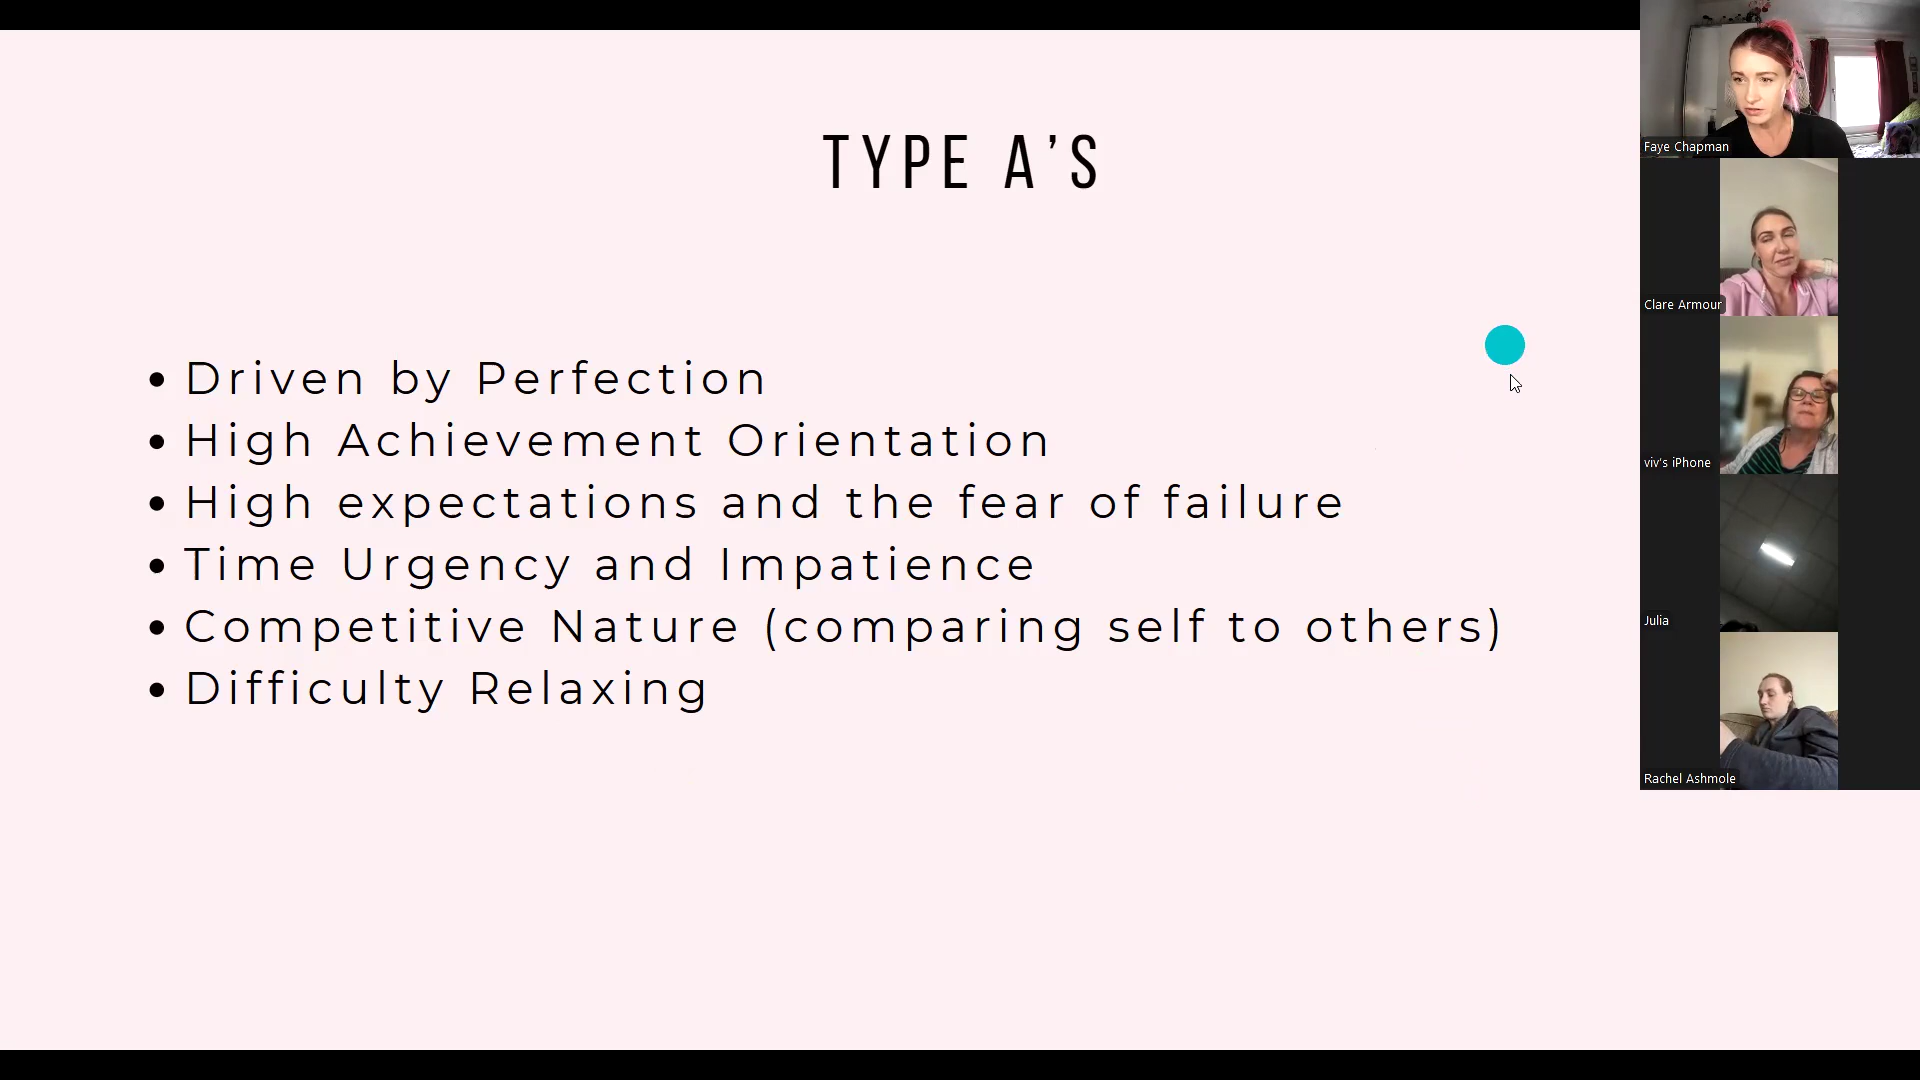 TYPE A’S
• Driven by Perfection
• High Achievement Orientation
• High expectations and the fear of failure
• Time Urgency and Impatience
• Competitive Nature (comparing self to others)
• Difficulty Relaxing
Faye Chapman
Clare Armour
viv's iPhone
Julia
Rachel Ashmole